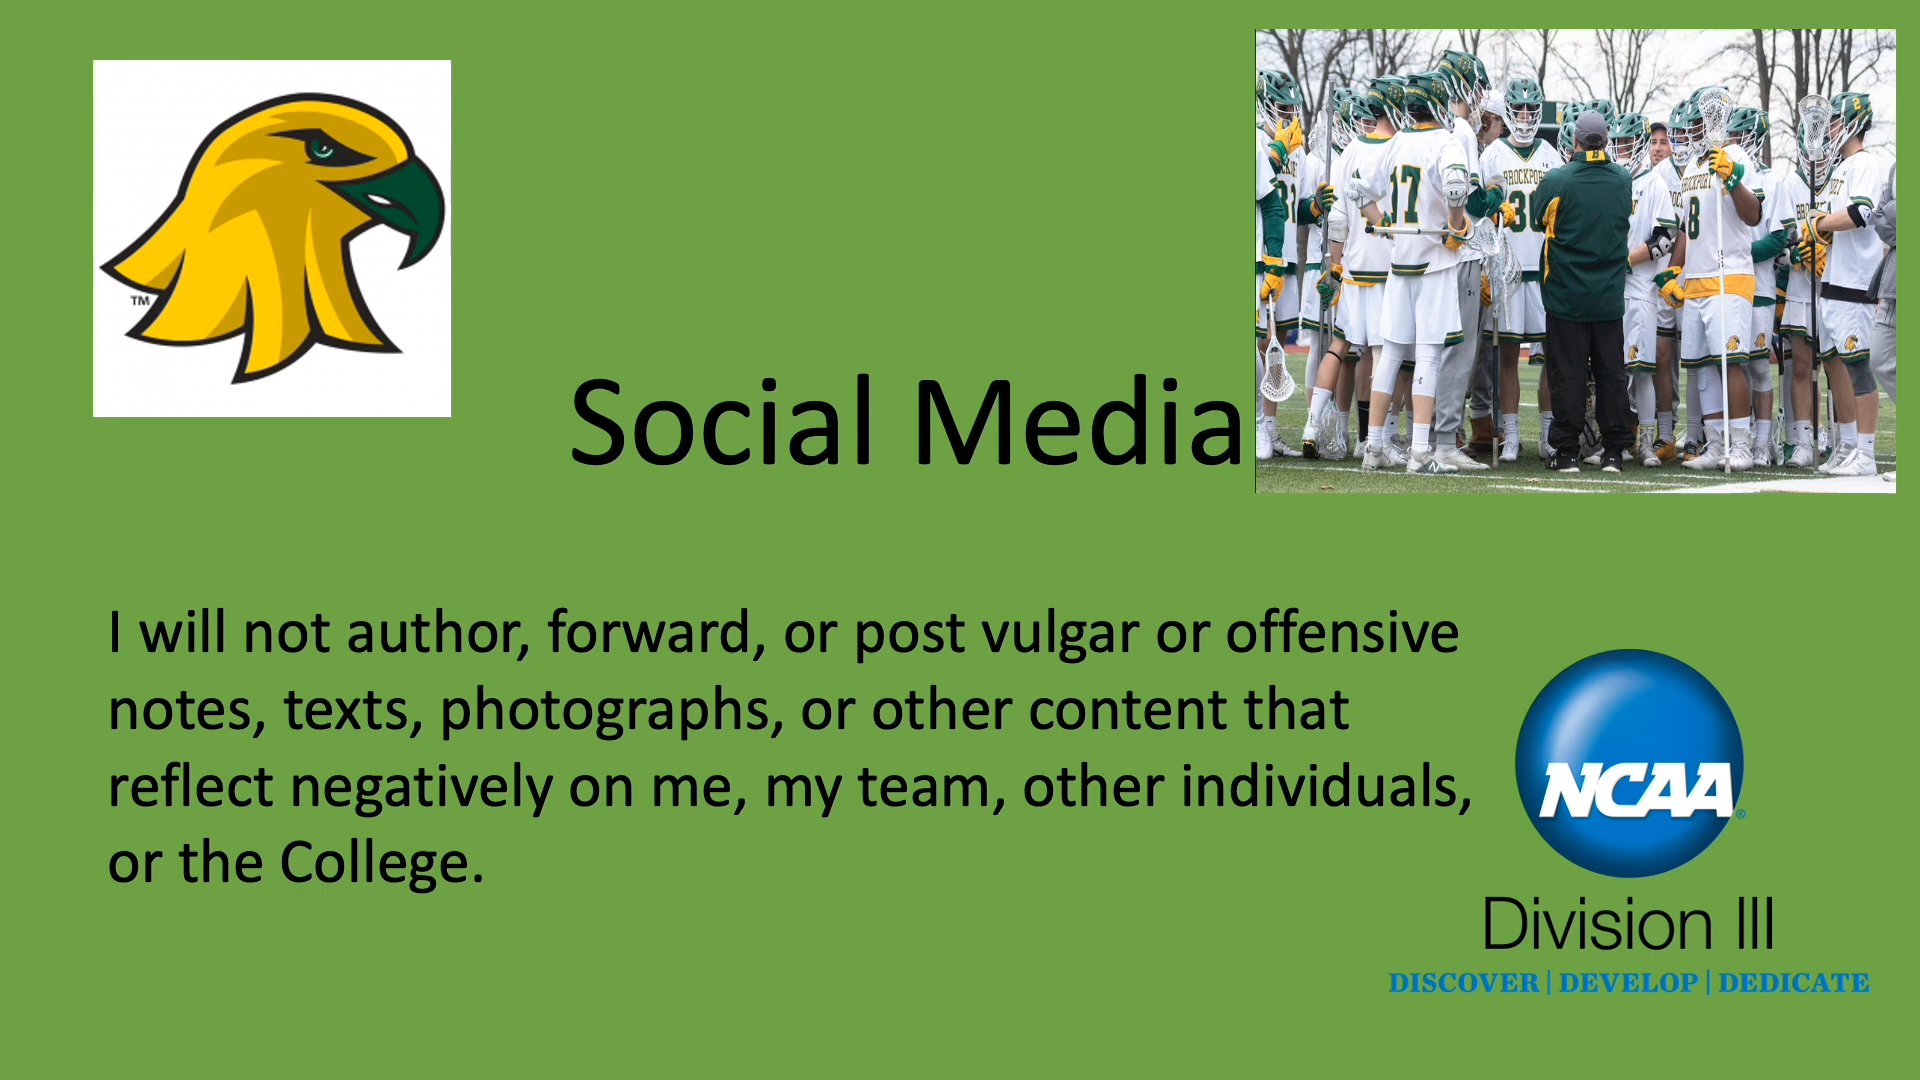 TM
Social Media
17
BROCKPORT
30
BROCKPORT
8
B
2
I will not author, forward, or post vulgar or offensive
notes, texts, photographs, or other content that
reflect negatively on me, my team, other individuals,
or the College.
NCAA®
Division III
DISCOVER | DEVELOP | DEDICATE